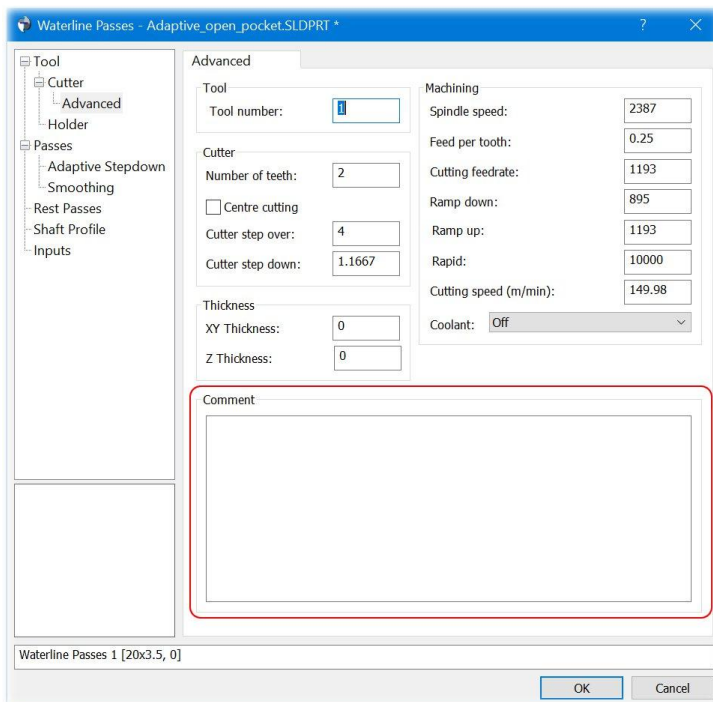 Waterline Passes - Adaptive_open_pocket.SLDPRT *
Tool
Cutter
Advanced
Holder
Passes
Adaptive Stepdown
Smoothing
Rest Passes
Shaft Profile
Inputs
Advanced
Tool
Tool number: 1
Cutter
Number of teeth: 2
Centre cutting
Cutter step over: 4
Cutter step down: 1.1667
Thickness
XY Thickness: 0
Z Thickness: 0
Machining
Spindle speed: 2387
Feed per tooth: 0.25
Cutting feedrate: 1193
Ramp down: 895
Ramp up: 1193
Rapid: 10000
Cutting speed (m/min): 149.98
Coolant: Off
Comment
Waterline Passes 1 [20x3.5, 0]
OK Cancel